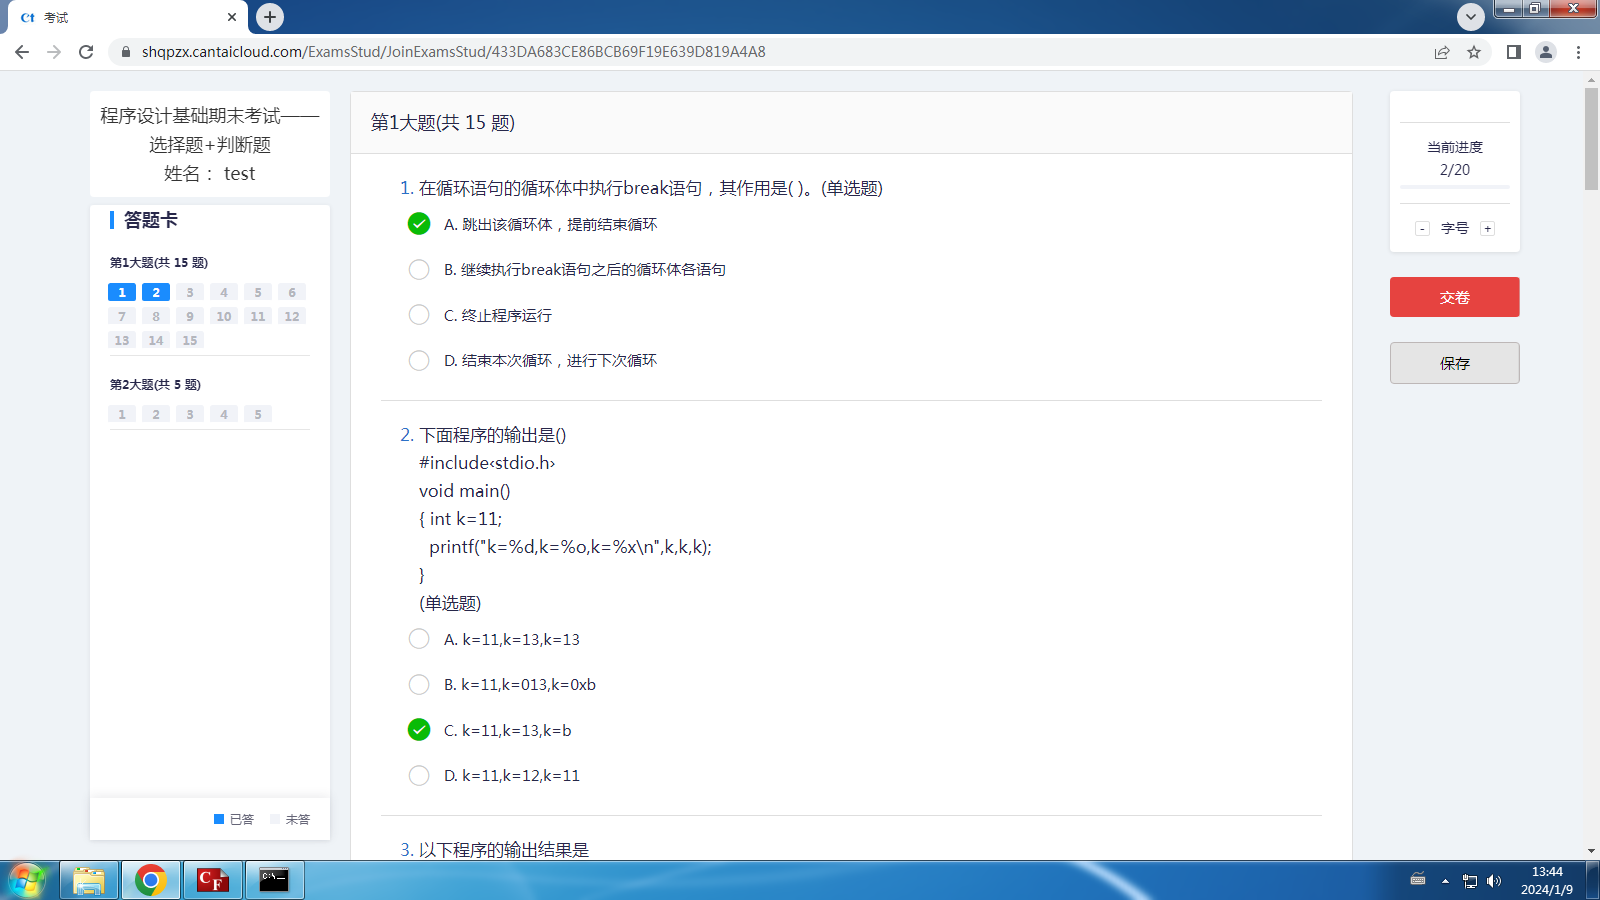 考试
shqpzx.cantaicloud.com/ExamsStud/JoinExamsStud/433DA683CE86BCB69F19E639D819A4A8
程序设计基础期末考试——
选择题+判断题
姓名： test
答题卡
第1大题(共 15 题)
1 2 3 4 5 6
7 8 9 10 11 12
13 14 15
第2大题(共 5 题)
1 2 3 4 5
已答 未答
第1大题(共 15 题)
1. 在循环语句的循环体中执行break语句，其作用是( )。(单选题)
A. 跳出该循环体，提前结束循环
B. 继续执行break语句之后的循环体各语句
C. 终止程序运行
D. 结束本次循环，进行下次循环
2. 下面程序的输出是()
#include‹stdio.h›
void main()
{ int k=11;
printf("k=%d,k=%o,k=%x\n",k,k,k);
}
(单选题)
A. k=11,k=13,k=13
B. k=11,k=013,k=0xb
C. k=11,k=13,k=b
D. k=11,k=12,k=11
3. 以下程序的输出结果是
当前进度
2/20
- 字号 +
交卷
保存
13:44
2024/1/9